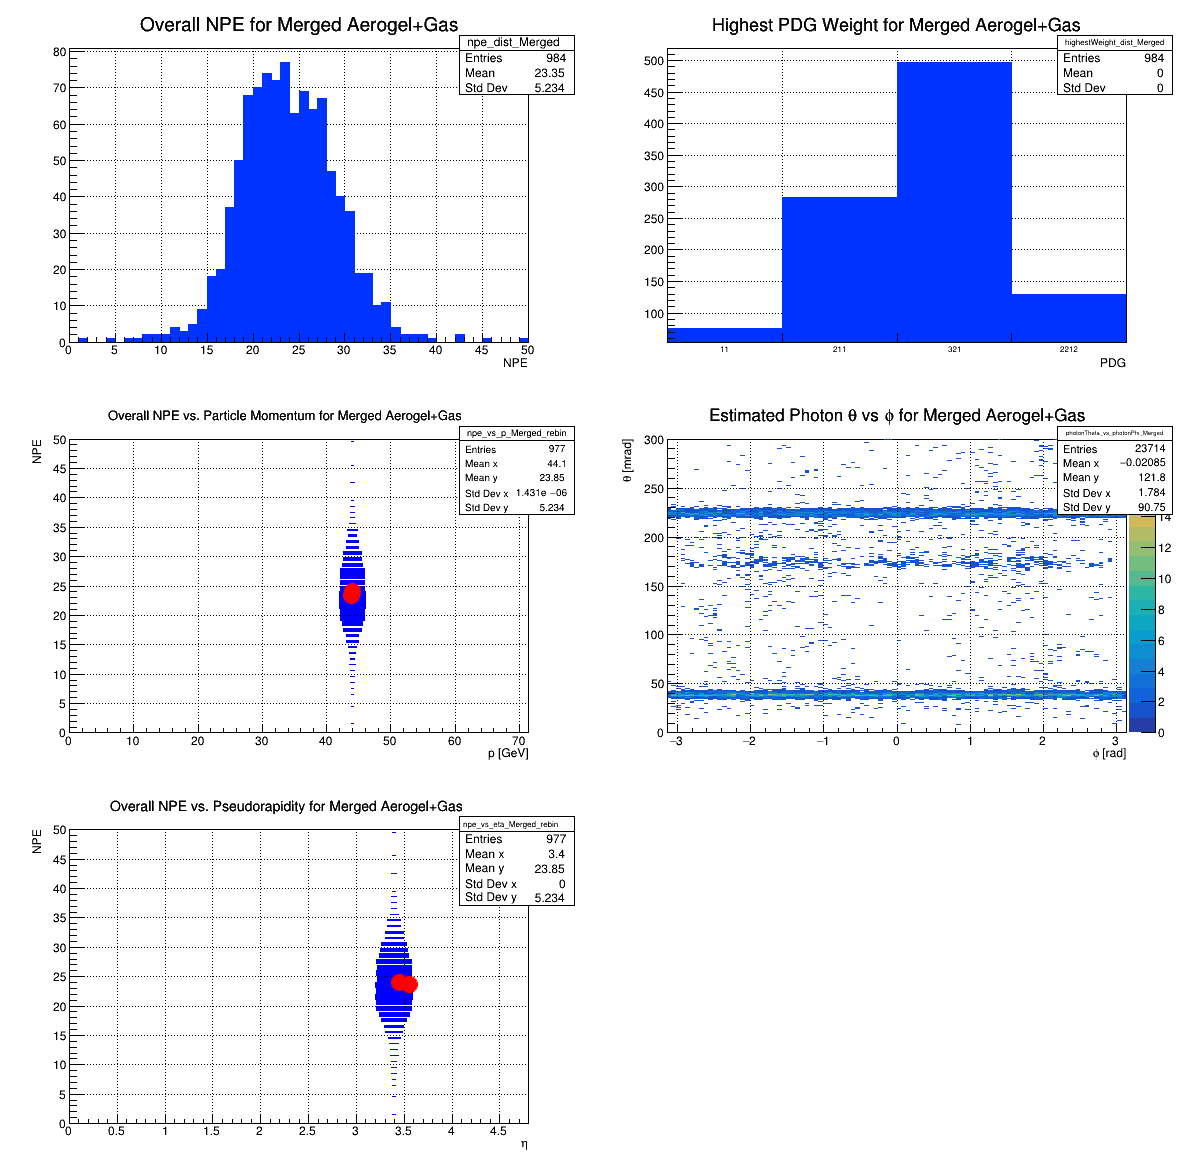 Overall NPE for Merged Aerogel+Gas
npe_dist_Merged
Entries 984
Mean 23.35
Std Dev 5.234
80
70
60
50
40
30
20
10
0
0 5 10 15 20 25 30 35 40 45 50
NPE
Highest PDG Weight for Merged Aerogel+Gas
highestWeight_dist_Merged
Entries 984
Mean 0
Std Dev 0
500
450
400
350
300
250
200
150
100
11 211 321 2212
PDG
Overall NPE vs. Particle Momentum for Merged Aerogel+Gas
npe_vs_p_Merged_rebin
Entries 977
Mean x 44.1
Mean y 23.85
Std Dev x 1.431e −06
Std Dev y 5.234
NPE
50
45
40
35
30
25
20
15
10
5
0
0 10 20 30 40 50 60 70
p [GeV]
Estimated Photon θ vs ϕ for Merged Aerogel+Gas
photonTheta_vs_photonPhi_Merged
Entries 23714
Mean x −0.02085
Mean y 121.8
Std Dev x 1.784
Std Dev y 90.75
θ [mrad]
300
250
200
150
100
50
0
−3 −2 −1 0 1 2 3
ϕ [rad]
14
12
10
8
6
4
2
0
Overall NPE vs. Pseudorapidity for Merged Aerogel+Gas
npe_vs_eta_Merged_rebin
Entries 977
Mean x 3.4
Mean y 23.85
Std Dev x 0
Std Dev y 5.234
NPE
50
45
40
35
30
25
20
15
10
5
0
0 0.5 1 1.5 2 2.5 3 3.5 4 4.5
η